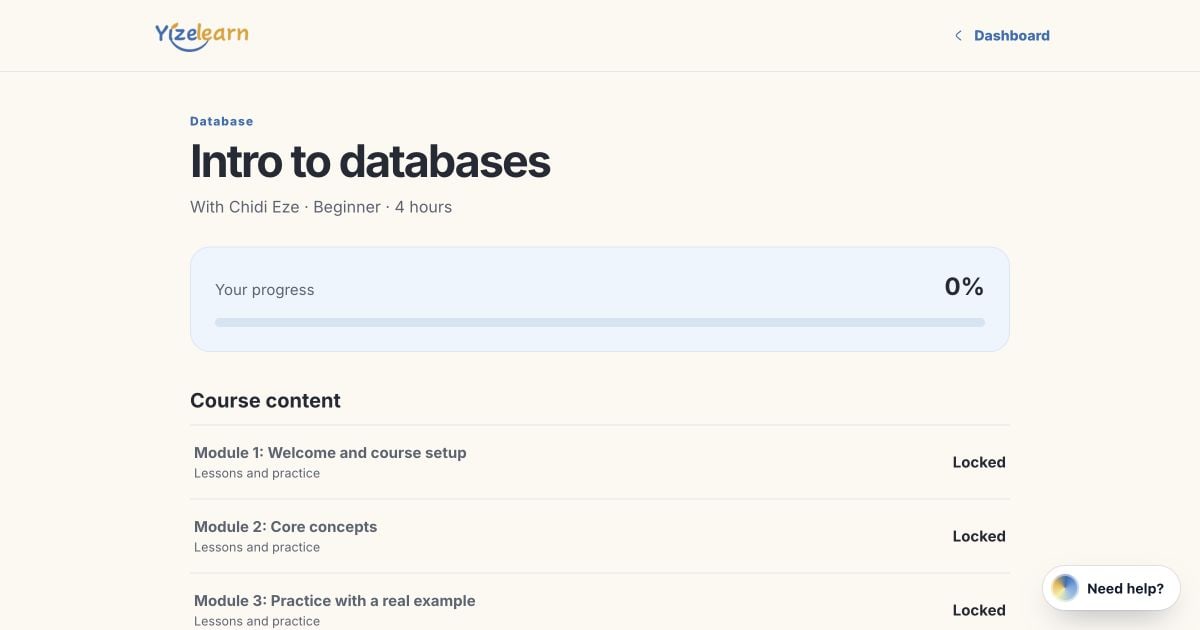 Yizelearn
Dashboard
Database
Intro to databases
With Chidi Eze · Beginner · 4 hours
Your progress
0%
Course content
Module 1: Welcome and course setup
Lessons and practice
Locked
Module 2: Core concepts
Lessons and practice
Locked
Module 3: Practice with a real example
Lessons and practice
Locked
Need help?